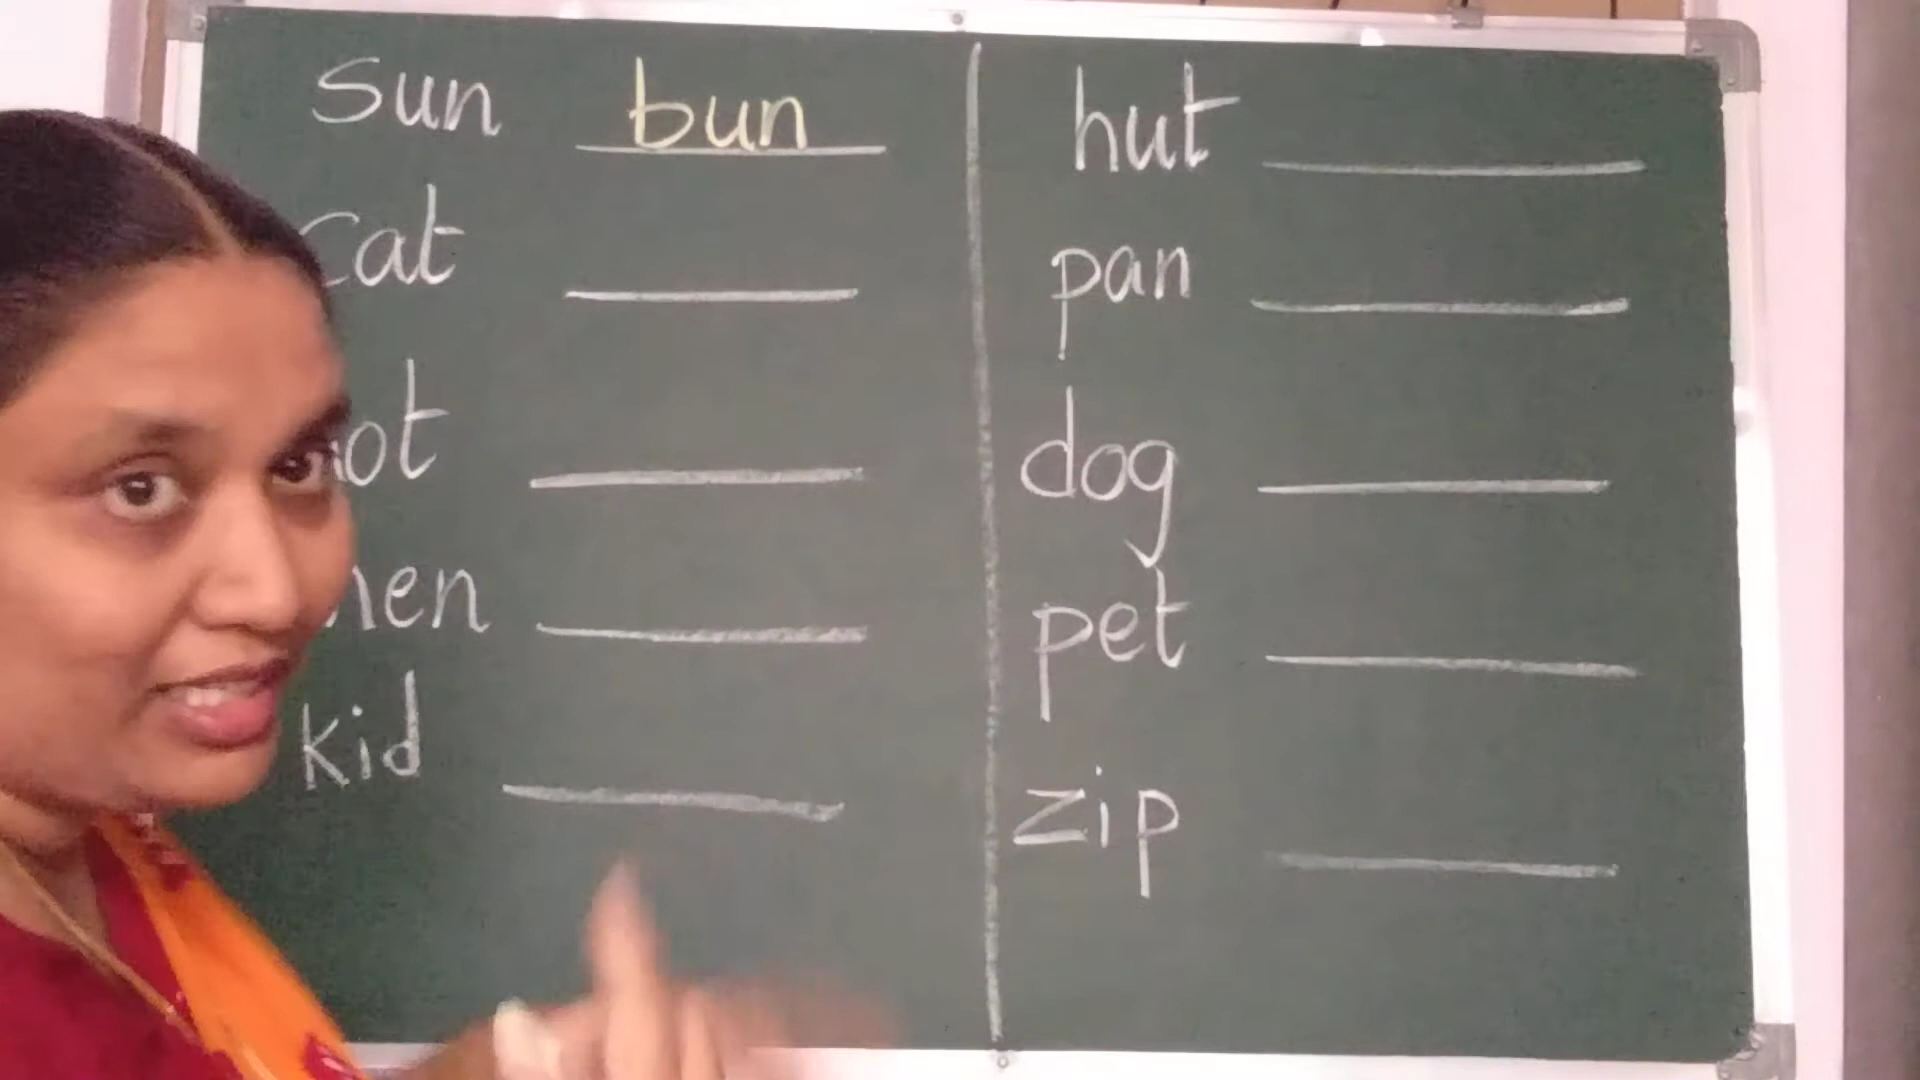 Sun bun
cat
kid
hut
pan
dog
pet
zip